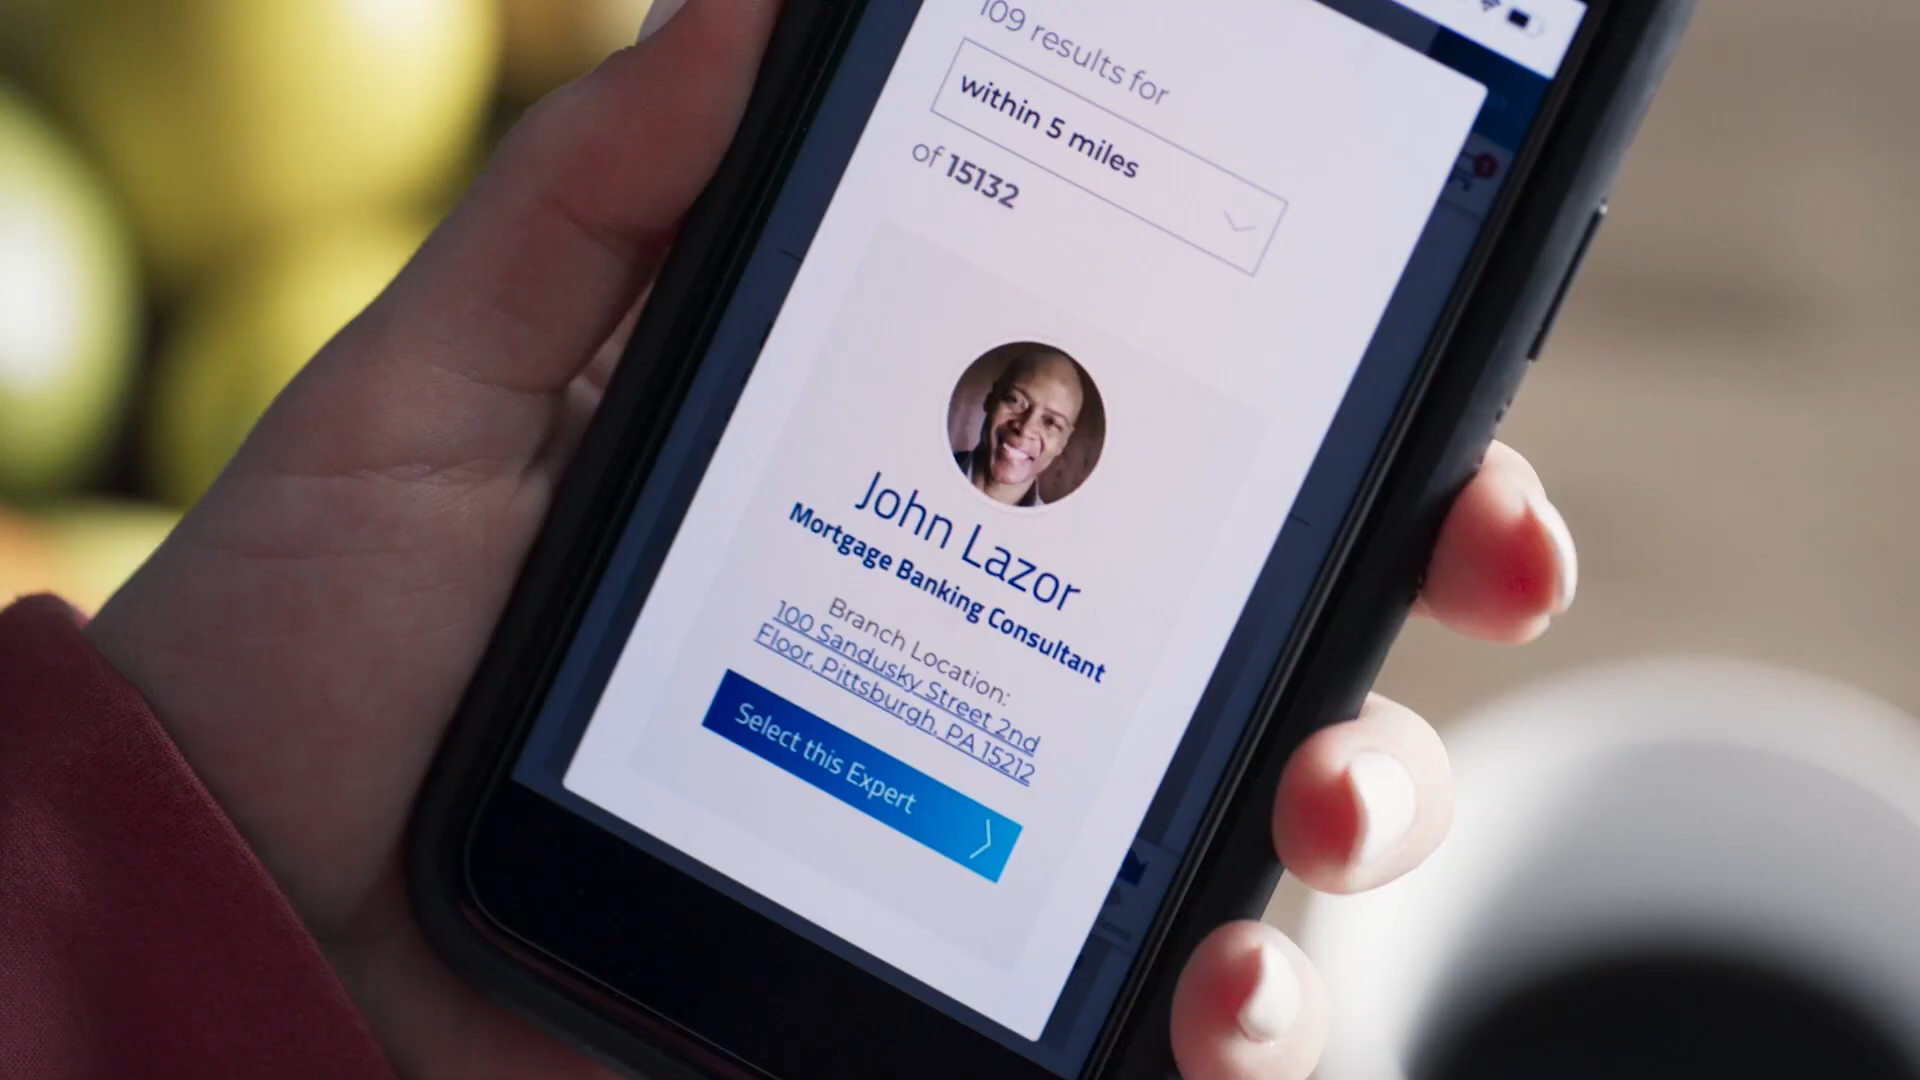 109 results for
within 5 miles
of 15132
John Lazor
Mortgage Banking Consultant
Branch Location:
100 Sandusky Street 2nd
Floor, Pittsburgh, PA 15212
Select this Expert